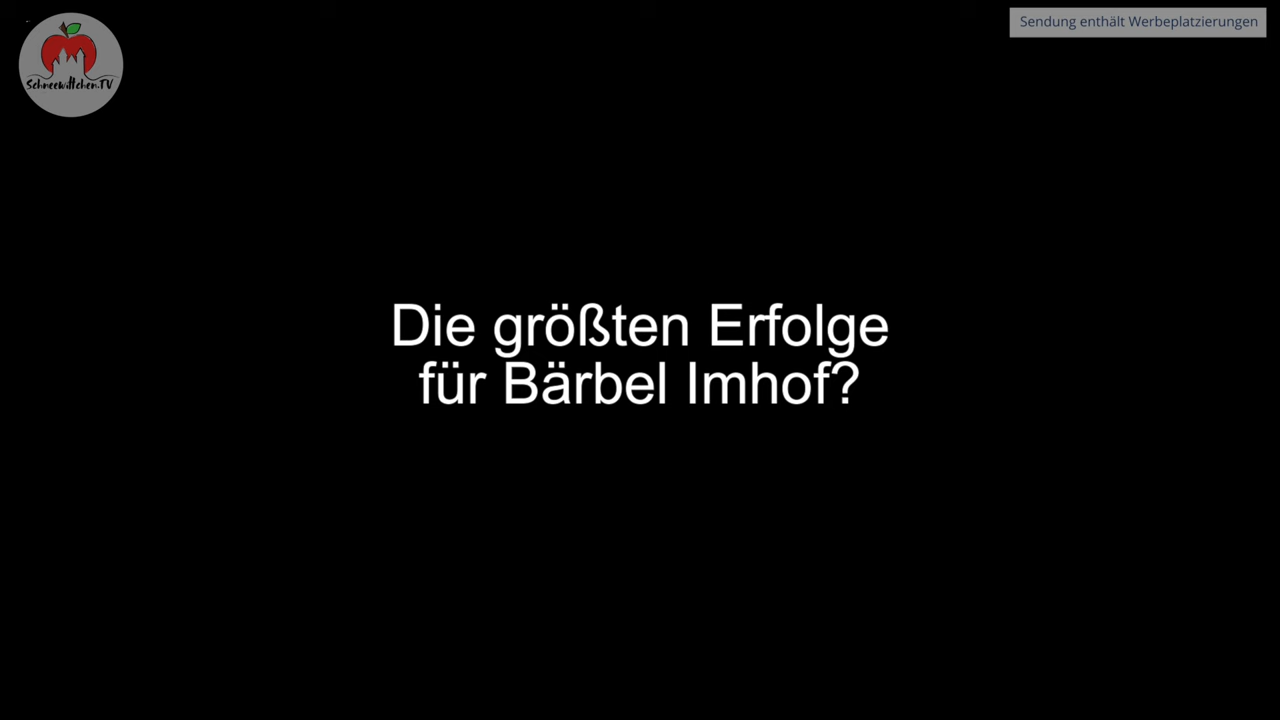 Schneewittchen.TV
Sendung enthält Werbeplatzierungen
Die größten Erfolge
für Bärbel Imhof?